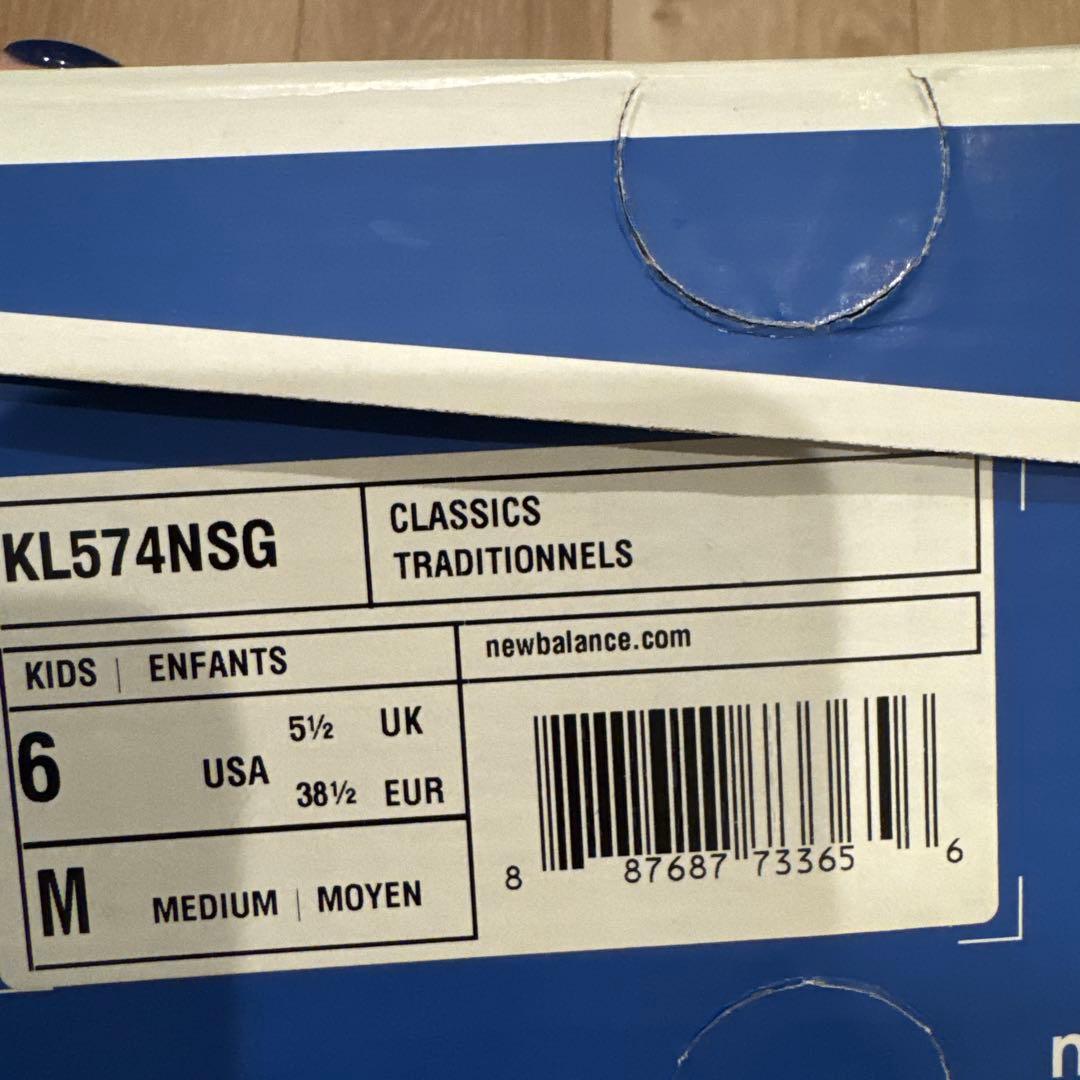 KL574NSG
CLASSICS
TRADITIONNELS
KIDS | ENFANTS
newbalance.com
6 USA 5½ UK
38½ EUR
M MEDIUM | MOYEN
8 87687 73365 6